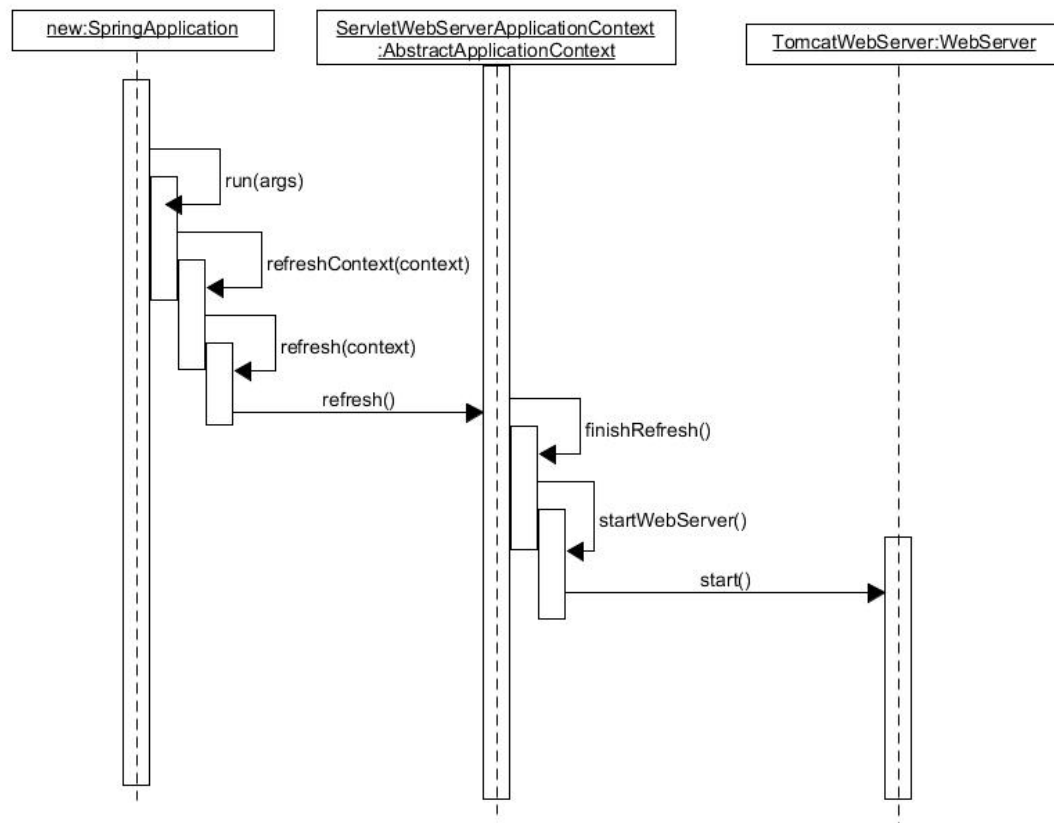 new:SpringApplication
ServletWebServerApplicationContext
:AbstractApplicationContext
TomcatWebServer:WebServer
run(args)
refreshContext(context)
refresh(context)
refresh()
finishRefresh()
startWebServer()
start()